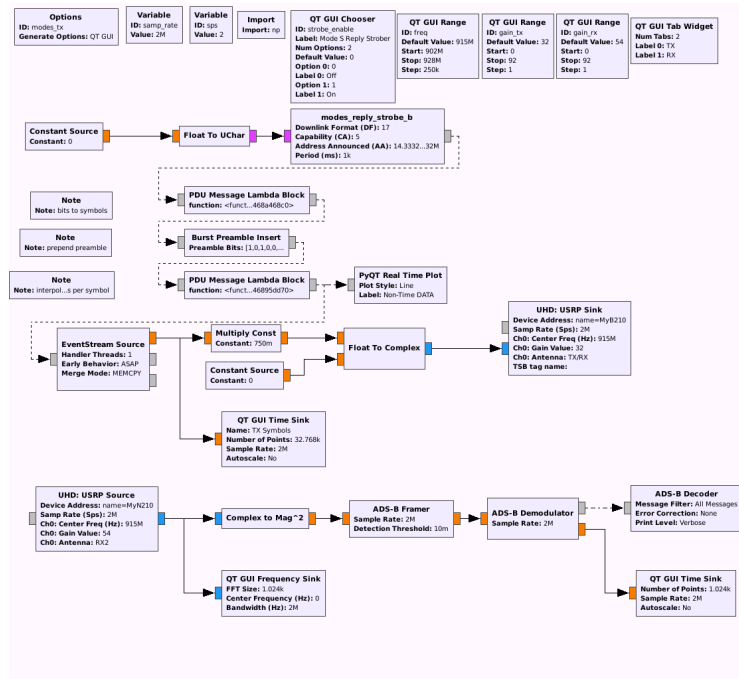 Options
ID: modes_tx
Generate Options: QT GUI
Variable
ID: samp_rate
Value: 2M
Variable
ID: sps
Value: 2
Import
Import: np
QT GUI Chooser
ID: strobe_enable
Label: Mode S Reply Strober
Num Options: 2
Default Value: 0
Option 0: 0
Label 0: Off
Option 1: 1
Label 1: On
QT GUI Range
ID: freq
Default Value: 915M
Start: 902M
Stop: 928M
Step: 250k
QT GUI Range
ID: gain_tx
Default Value: 32
Start: 0
Stop: 92
Step: 1
QT GUI Range
ID: gain_rx
Default Value: 54
Start: 0
Stop: 92
Step: 1
QT GUI Tab Widget
Num Tabs: 2
Label 0: TX
Label 1: RX
Constant Source
Constant: 0
Float To UChar
modes_reply_strobe_b
Downlink Format (DF): 17
Capability (CA): 5
Address Announced (AA): 14.3332...32M
Period (ms): 1k
Note
Note: bits to symbols
PDU Message Lambda Block
function: <funct...468a468c0>
Note
Note: prepend preamble
Burst Preamble Insert
Preamble Bits: [1,0,1,0,0,...
Note
Note: interpol...s per symbol
PDU Message Lambda Block
function: <funct...46895dd70>
PyQT Real Time Plot
Plot Style: Line
Label: Non-Time DATA
EventStream Source
Handler Threads: 1
Early Behavior: ASAP
Merge Mode: MEMCPY
Multiply Const
Constant: 750m
Constant Source
Constant: 0
Float To Complex
UHD: USRP Sink
Device Address: name=MyB210
Samp Rate (Sps): 2M
Ch0: Center Freq (Hz): 915M
Ch0: Gain Value: 32
Ch0: Antenna: TX/RX
TSB tag name:
QT GUI Time Sink
Name: TX Symbols
Number of Points: 32.768k
Sample Rate: 2M
Autoscale: No
UHD: USRP Source
Device Address: name=MyN210
Samp Rate (Sps): 2M
Ch0: Center Freq (Hz): 915M
Ch0: Gain Value: 54
Ch0: Antenna: RX2
Complex to Mag^2
ADS-B Framer
Sample Rate: 2M
Detection Threshold: 10m
ADS-B Demodulator
Sample Rate: 2M
ADS-B Decoder
Message Filter: All Messages
Error Correction: None
Print Level: Verbose
QT GUI Frequency Sink
FFT Size: 1.024k
Center Frequency (Hz): 0
Bandwidth (Hz): 2M
QT GUI Time Sink
Number of Points: 1.024k
Sample Rate: 2M
Autoscale: No